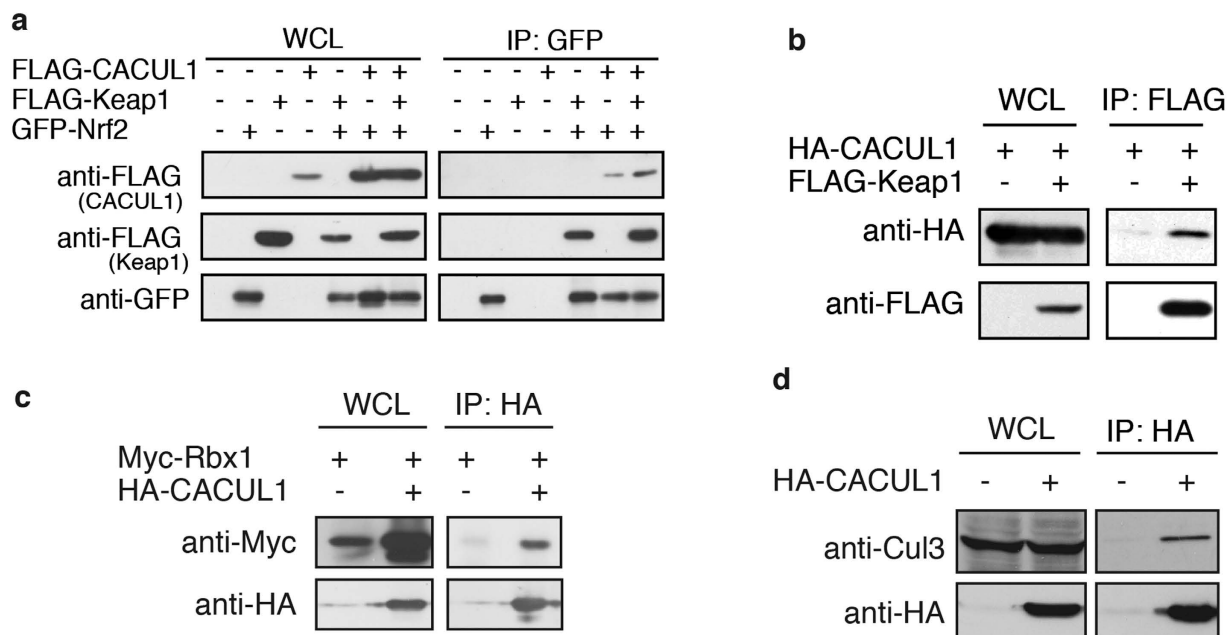 a
WCL IP: GFP
FLAG-CACUL1 - - - + - + + - - - + - + +
FLAG-Keap1 - - + - + - + - - + - + - +
GFP-Nrf2 - + - - + + + - + - - + + +
anti-FLAG
(CACUL1)
anti-FLAG
(Keap1)
anti-GFP
b
WCL IP: FLAG
HA-CACUL1 + + + +
FLAG-Keap1 - + - +
anti-HA
anti-FLAG
c
WCL IP: HA
Myc-Rbx1 + + + +
HA-CACUL1 - + - +
anti-Myc
anti-HA
d
WCL IP: HA
HA-CACUL1 - + - +
anti-Cul3
anti-HA